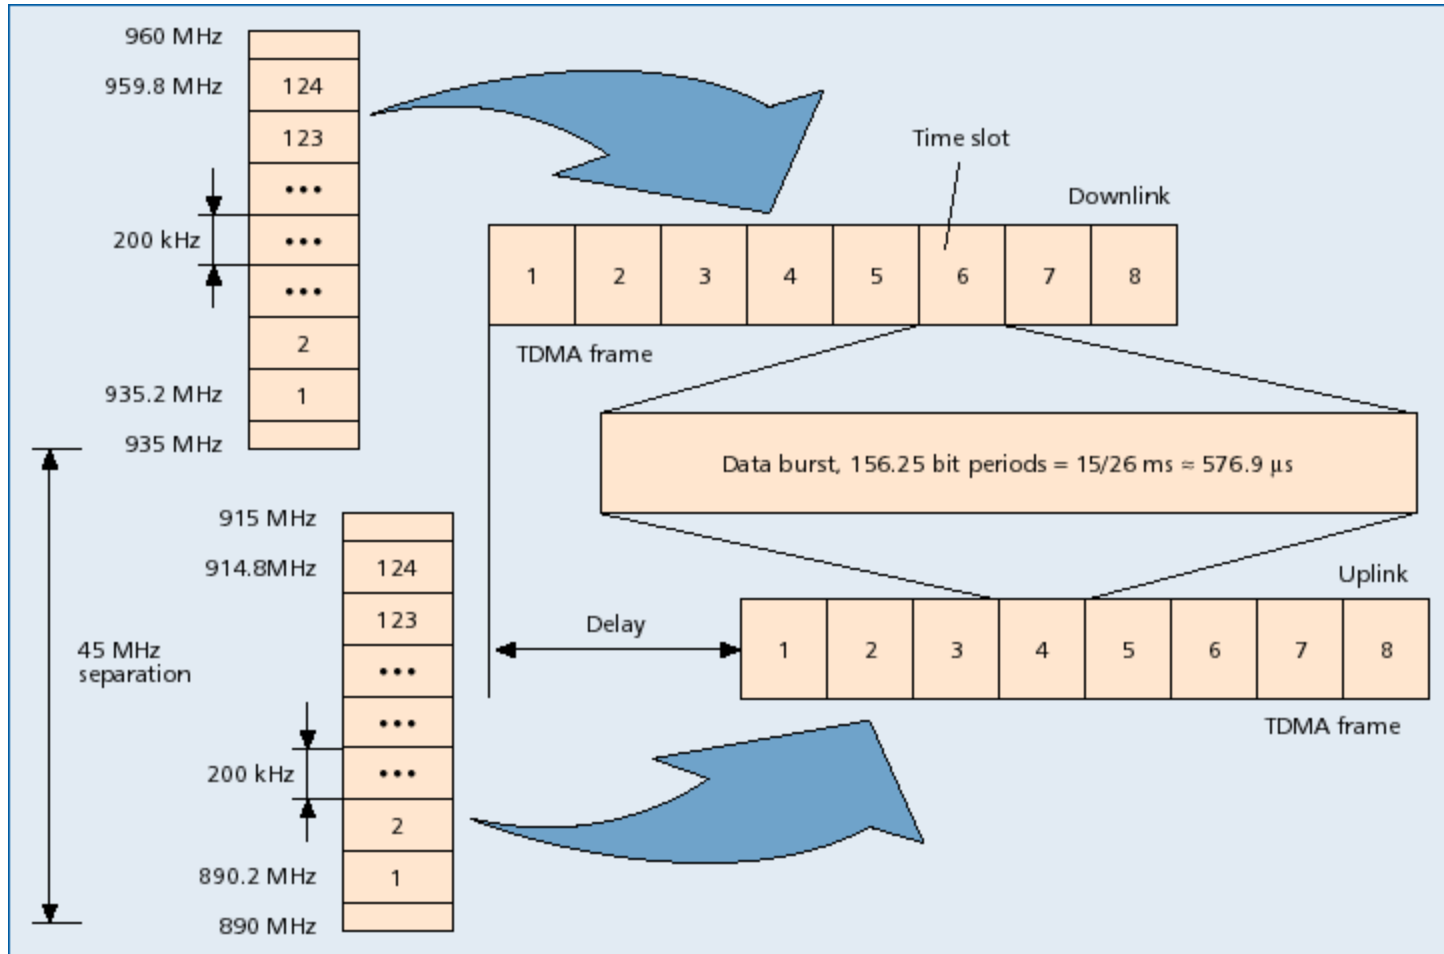 960 MHz
959.8 MHz
124
123
•••
200 kHz
•••
•••
2
935.2 MHz
1
935 MHz
Time slot
Downlink
1 2 3 4 5 6 7 8
TDMA frame
Data burst, 156.25 bit periods = 15/26 ms ≈ 576.9 µs
45 MHz
separation
915 MHz
914.8MHz
124
123
•••
•••
200 kHz
•••
2
890.2 MHz
1
890 MHz
Delay
Uplink
1 2 3 4 5 6 7 8
TDMA frame